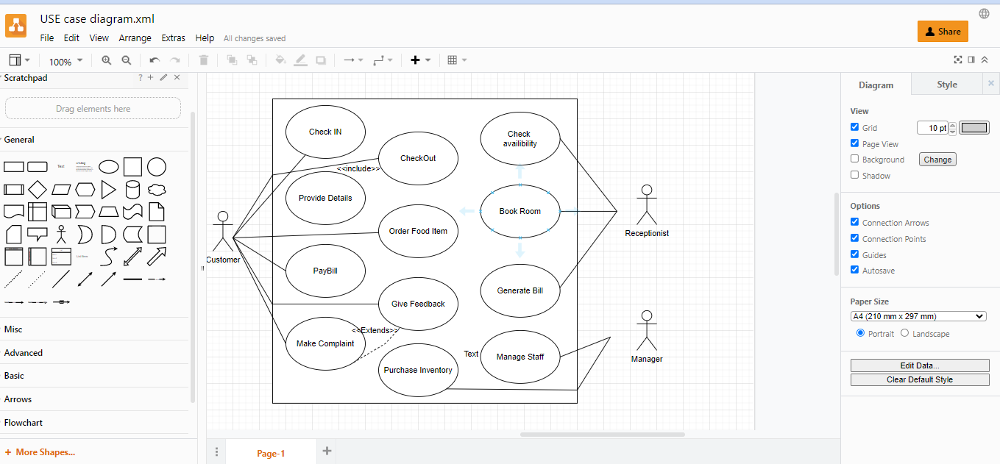 USE case diagram.xml
File Edit View Arrange Extras Help All changes saved
Share
100%
Scratchpad
?
Drag elements here
General
Text
Heading
List Item
Misc
Advanced
Basic
Arrows
Flowchart
+ More Shapes...
Check IN
CheckOut
<<include>>
Provide Details
Order Food Item
PayBill
Give Feedback
<<Extends>>
Make Complaint
Purchase Inventory
Check
availibility
Book Room
Generate Bill
Text
Manage Staff
Customer
Receptionist
Manager
Page-1
Diagram Style
View
Grid 10 pt
Page View
Background Change
Shadow
Options
Connection Arrows
Connection Points
Guides
Autosave
Paper Size
A4 (210 mm x 297 mm)
Portrait Landscape
Edit Data...
Clear Default Style